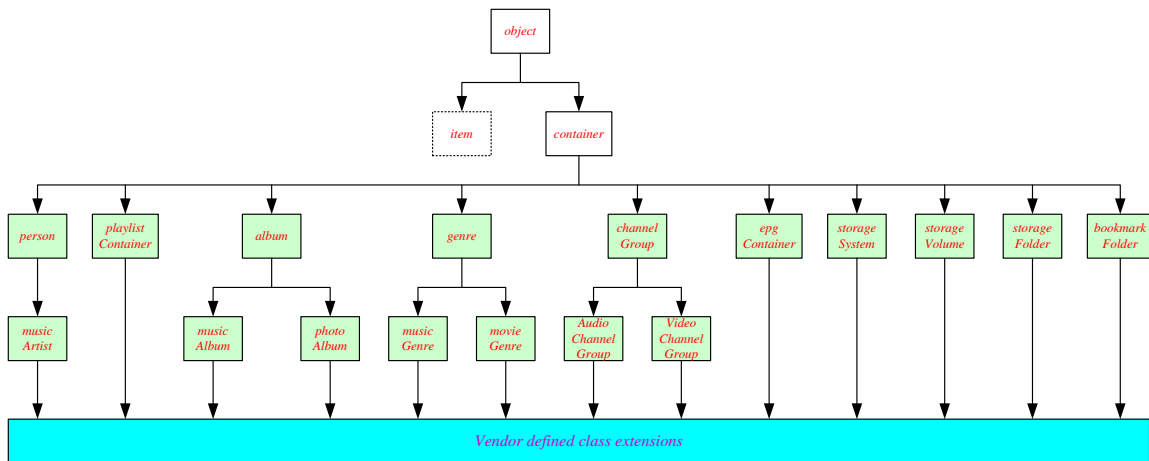 object
item
container
person
playlist
Container
album
genre
channel
Group
epg
Container
storage
System
storage
Volume
storage
Folder
bookmark
Folder
music
Artist
music
Album
photo
Album
music
Genre
movie
Genre
Audio
Channel
Group
Video
Channel
Group
Vendor defined class extensions